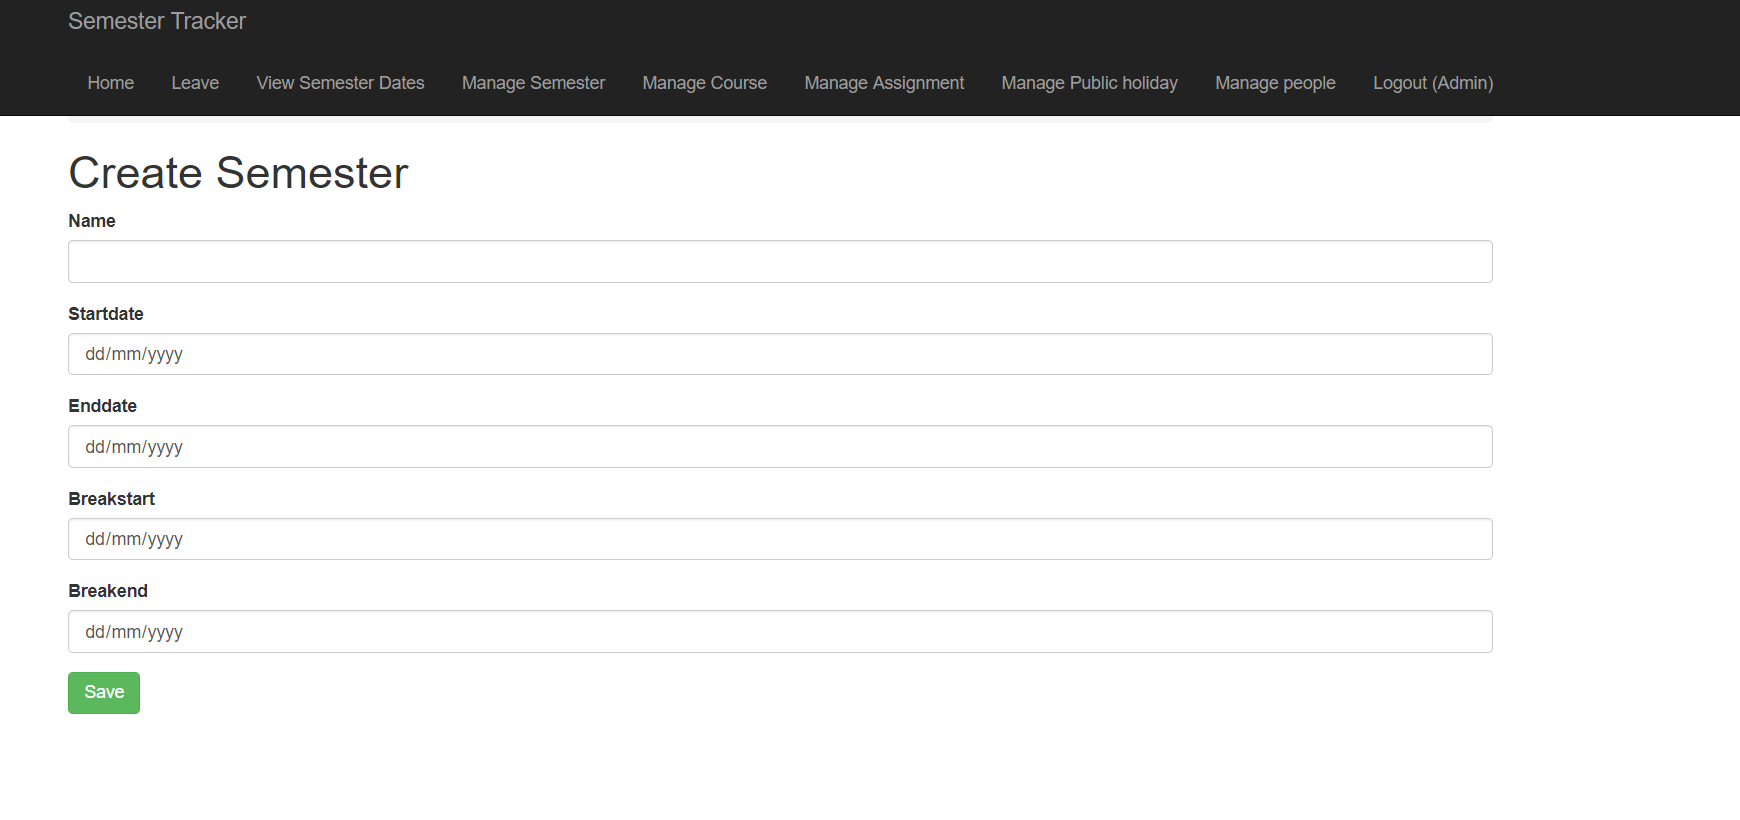 Semester Tracker
Home Leave View Semester Dates Manage Semester Manage Course Manage Assignment Manage Public holiday Manage people Logout (Admin)
Create Semester
Name
Startdate
dd/mm/yyyy
Enddate
dd/mm/yyyy
Breakstart
dd/mm/yyyy
Breakend
dd/mm/yyyy
Save